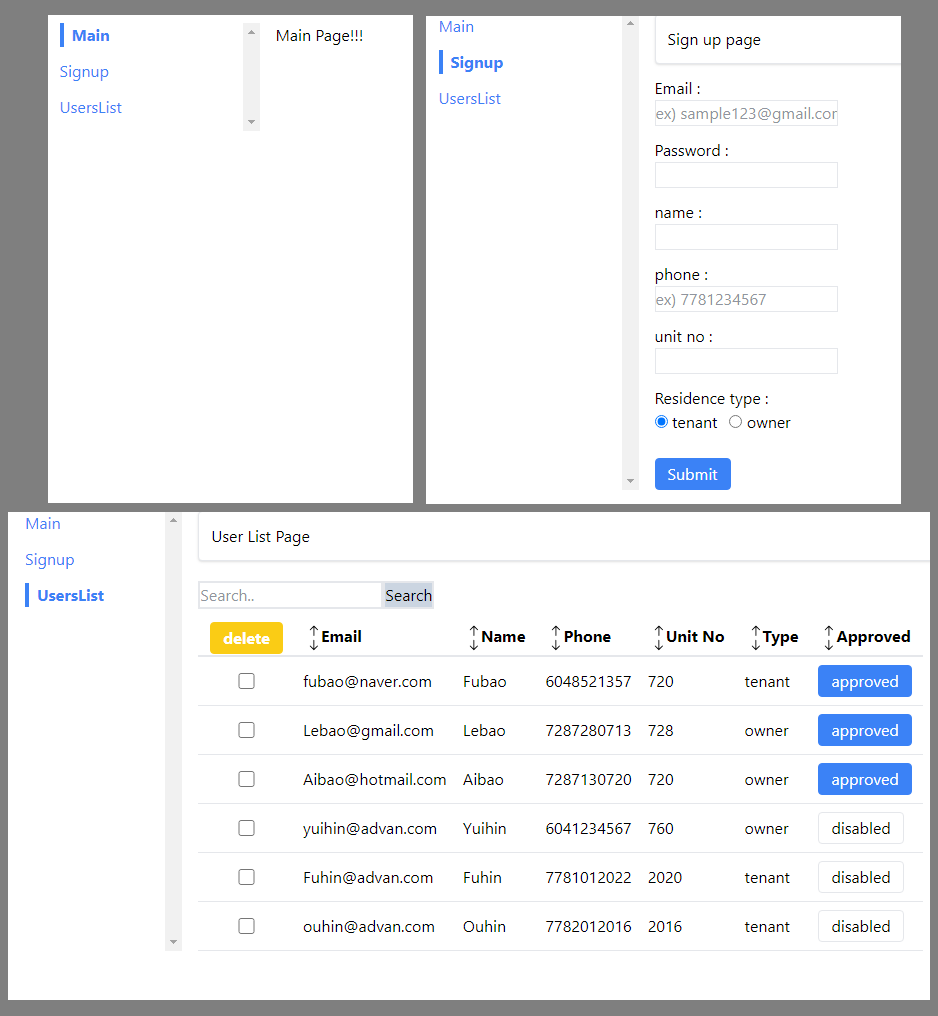 Main
Signup
UsersList
Main Page!!!
Main
Signup
UsersList
Sign up page
Email :
ex) sample123@gmail.cor
Password :
name :
phone :
ex) 7781234567
unit no :
Residence type :
tenant owner
Submit
Main
Signup
UsersList
User List Page
Search.. Search
delete Email Name Phone Unit No Type Approved
fubao@naver.com Fubao 6048521357 720 tenant approved
Lebao@gmail.com Lebao 7287280713 728 owner approved
Aibao@hotmail.com Aibao 7287130720 720 owner approved
yuihin@advan.com Yuihin 6041234567 760 owner disabled
Fuhin@advan.com Fuhin 7781012022 2020 tenant disabled
ouhin@advan.com Ouhin 7782012016 2016 tenant disabled